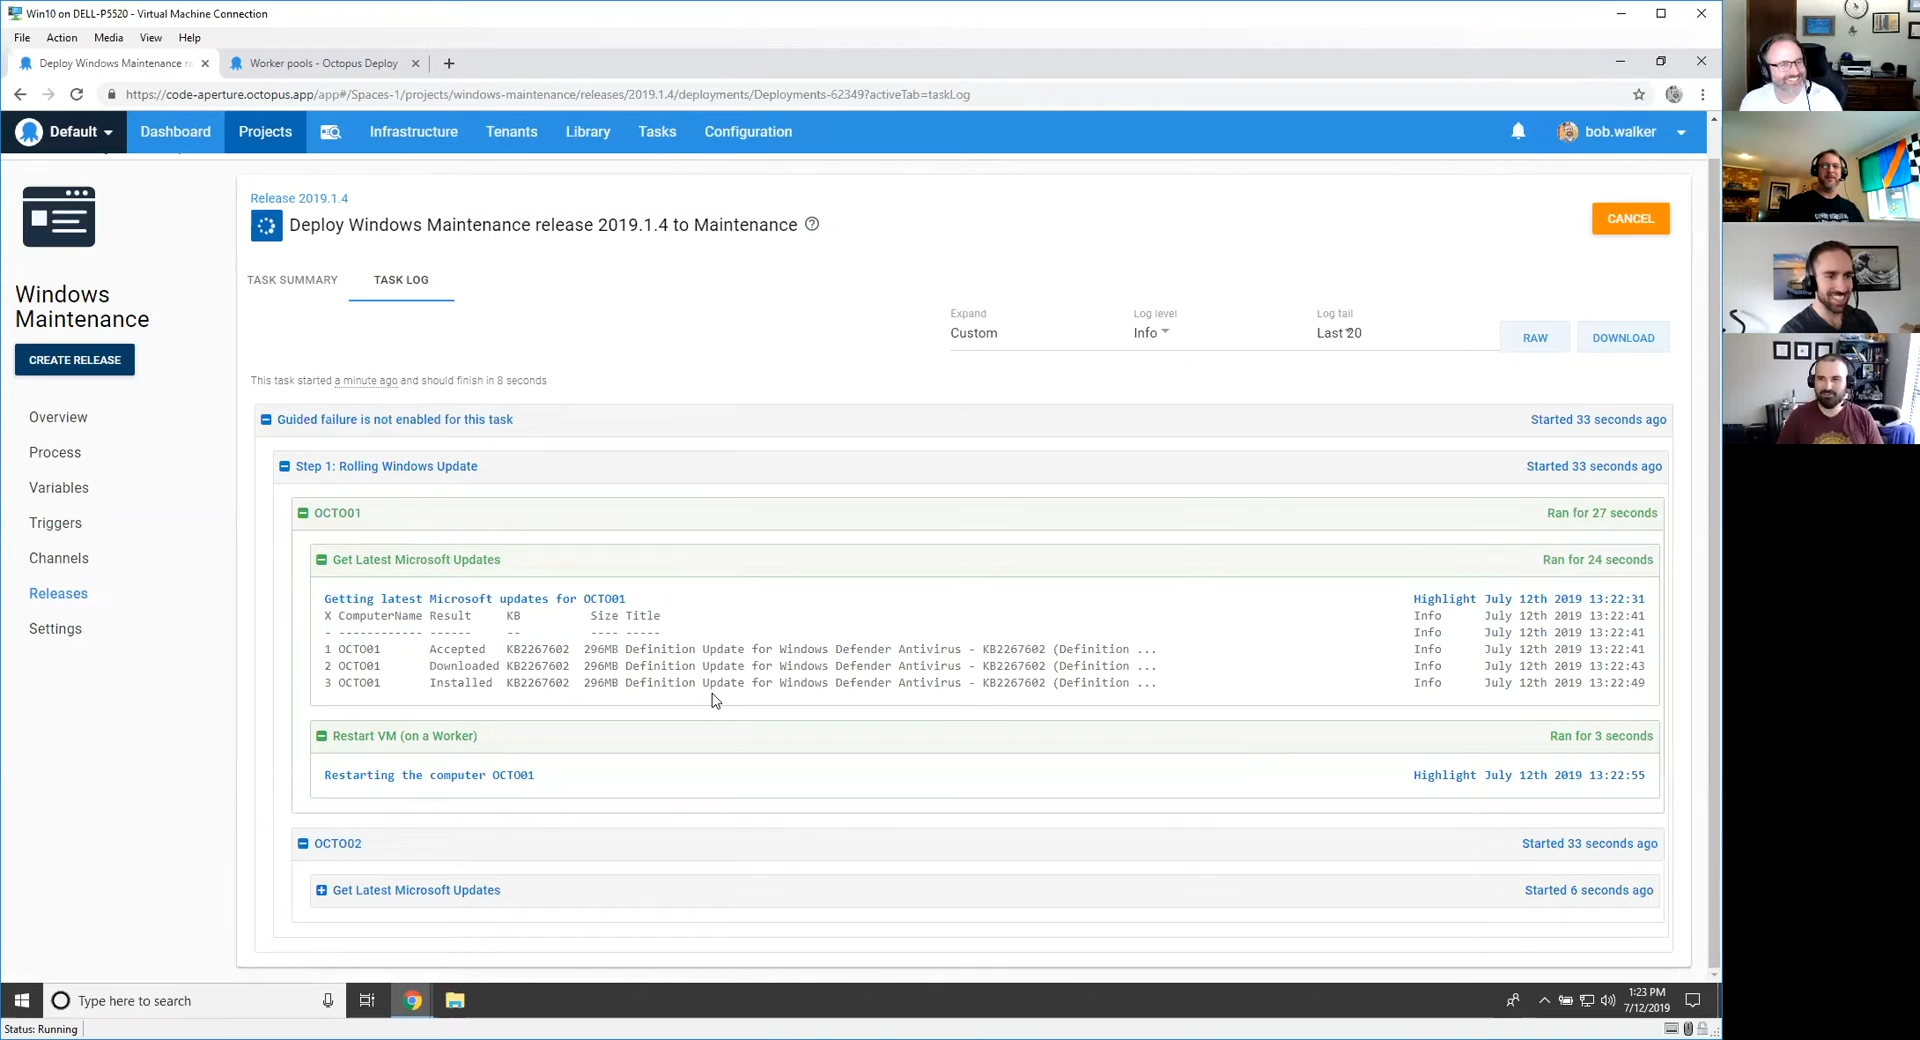 Win10 on DELL-P5520 - Virtual Machine Connection
File Action Media View Help
Deploy Windows Maintenance re
Worker pools - Octopus Deploy
https://code-aperture.octopus.app/app#/Spaces-1/projects/windows-maintenance/releases/2019.1.4/deployments/Deployments-62349?activeTab=taskLog
Default Dashboard Projects Infrastructure Tenants Library Tasks Configuration bob.walker
Release 2019.1.4
Deploy Windows Maintenance release 2019.1.4 to Maintenance
CANCEL
TASK SUMMARY TASK LOG
Windows
Maintenance
CREATE RELEASE
Overview
Process
Variables
Triggers
Channels
Releases
Settings
Expand Log level Log tail
Custom Info Last 20
RAW DOWNLOAD
This task started a minute ago and should finish in 8 seconds
Guided failure is not enabled for this task Started 33 seconds ago
Step 1: Rolling Windows Update Started 33 seconds ago
OCTO01 Ran for 27 seconds
Get Latest Microsoft Updates Ran for 24 seconds
Getting latest Microsoft updates for OCTO01 Highlight July 12th 2019 13:22:31
X ComputerName Result KB Size Title Info July 12th 2019 13:22:41
- ------------ ------ -- ---- ----- Info July 12th 2019 13:22:41
1 OCTO01 Accepted KB2267602 296MB Definition Update for Windows Defender Antivirus - KB2267602 (Definition ... Info July 12th 2019 13:22:41
2 OCTO01 Downloaded KB2267602 296MB Definition Update for Windows Defender Antivirus - KB2267602 (Definition ... Info July 12th 2019 13:22:43
3 OCTO01 Installed KB2267602 296MB Definition Update for Windows Defender Antivirus - KB2267602 (Definition ... Info July 12th 2019 13:22:49
Restart VM (on a Worker) Ran for 3 seconds
Restarting the computer OCTO01 Highlight July 12th 2019 13:22:55
OCTO02 Started 33 seconds ago
Get Latest Microsoft Updates Started 6 seconds ago
Type here to search
1:23 PM
7/12/2019
Status: Running